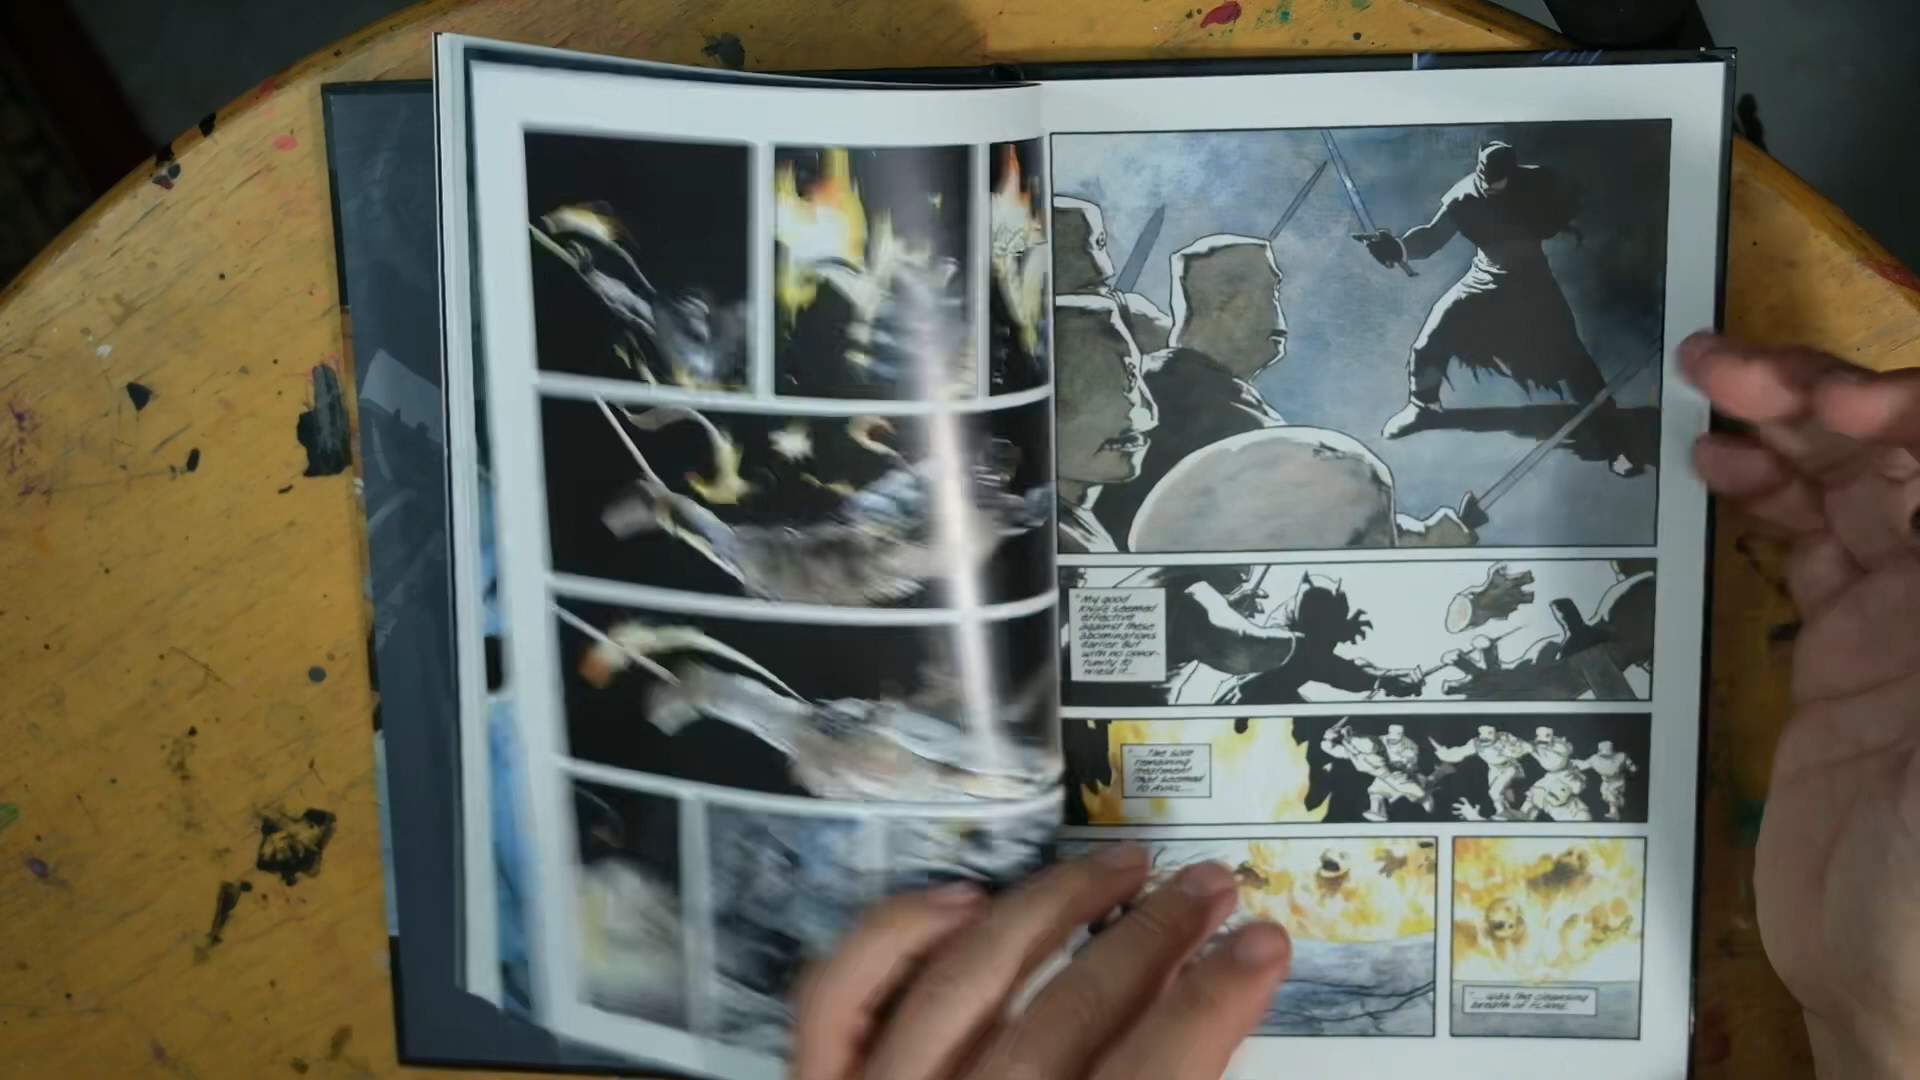 "My good
knife seemed
effective
against these
abominations
earlier. But
with no oppor-
tunity to
wield it...
"...the sole
remaining
treatment
that seemed
to avail...
"...was the cleansing
breath of FLAME.